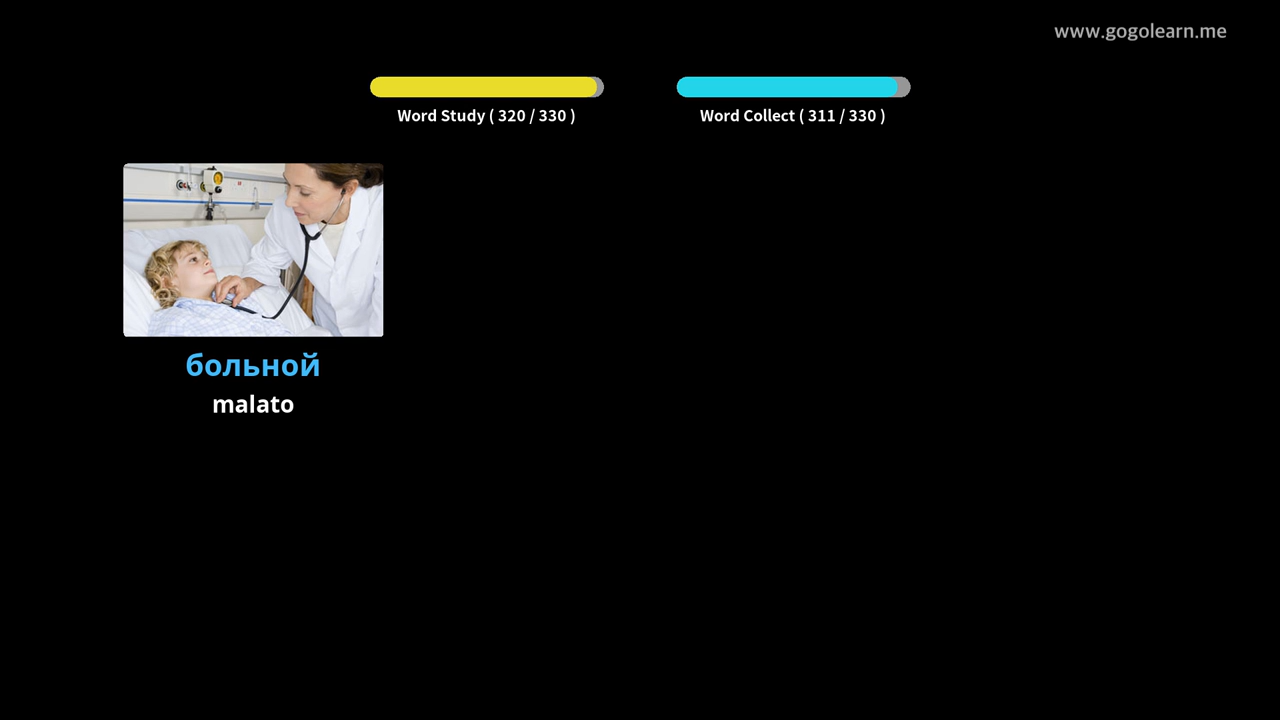 www.gogolearn.me
Word Study ( 320 / 330 )
Word Collect ( 311 / 330 )
больной
malato